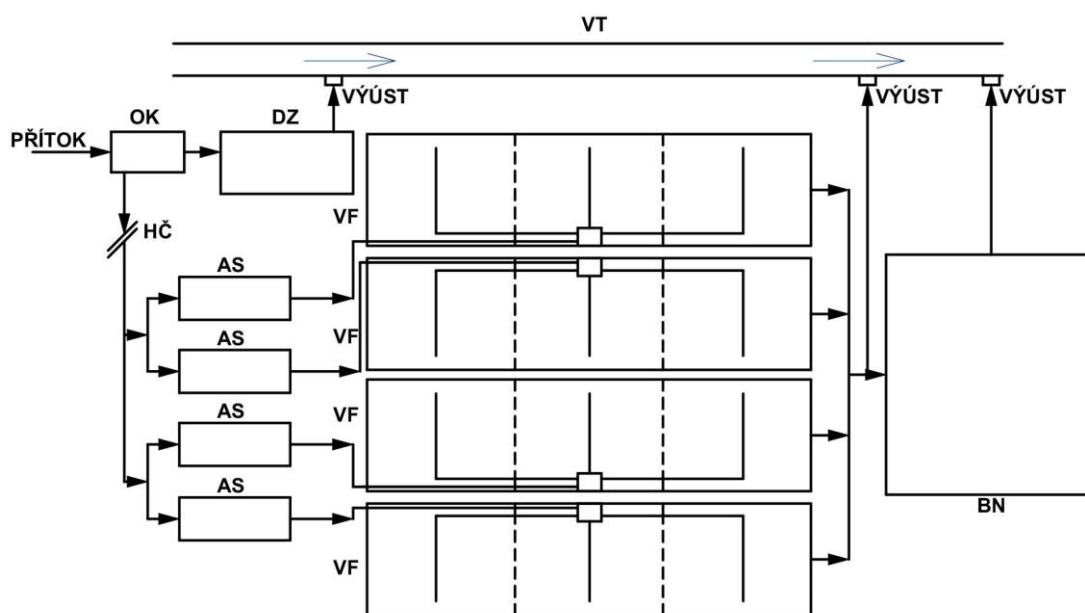 VT
VÝÚST
VÝÚST
VÝÚST
OK
DZ
PŘÍTOK
VF
HČ
AS
AS
VF
AS
VF
AS
BN
VF